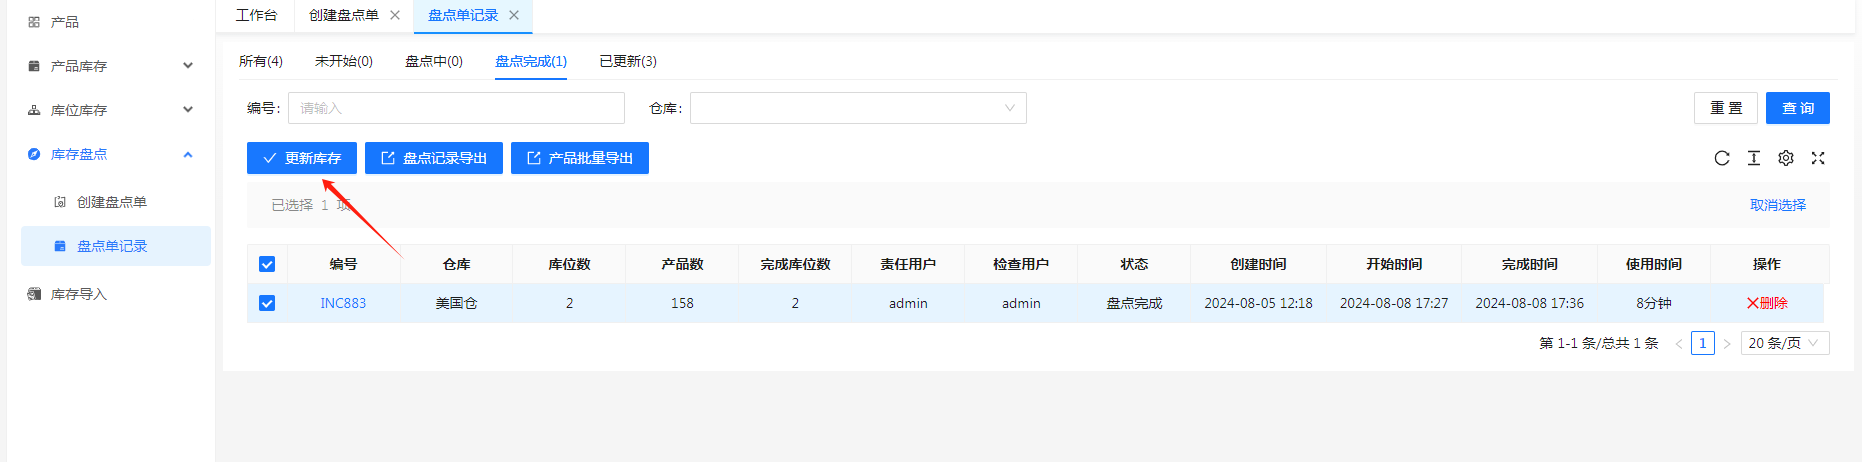 产品
产品库存
库位库存
库存盘点
创建盘点单
盘点单记录
库存导入
工作台 创建盘点单 盘点单记录
所有(4) 未开始(0) 盘点中(0) 盘点完成(1) 已更新(3)
编号: 请输入 仓库: 重 置 查 询
更新库存 盘点记录导出 产品批量导出
已选择 1 项 取消选择
编号 仓库 库位数 产品数 完成库位数 责任用户 检查用户 状态 创建时间 开始时间 完成时间 使用时间 操作
INC883 美国仓 2 158 2 admin admin 盘点完成 2024-08-05 12:18 2024-08-08 17:27 2024-08-08 17:36 8分钟 删除
第 1-1 条/总共 1 条 < 1 > 20 条/页